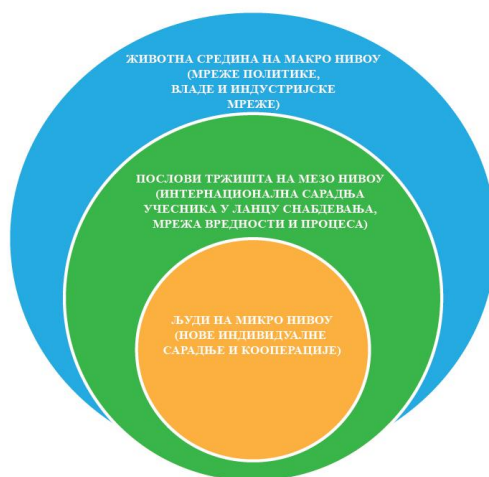 ЖИВОТНА СРЕДИНА НА МАКРО НИВОУ
(МРЕЖЕ ПОЛИТИКЕ,
ВЛАДЕ И ИНДУСТРИЈСКЕ
МРЕЖЕ)
ПОСЛОВИ ТРЖИШТА НА МЕЗО НИВОУ
(ИНТЕРНАЦИОНАЛНА САРАДЊА
УЧЕСНИКА У ЛАНЦУ СНАБДЕВАЊА,
МРЕЖА ВРЕДНОСТИ И ПРОЦЕСА)
ЉУДИ НА МИКРО НИВОУ
(НОВЕ ИНДИВИДУАЛНЕ
САРАДЊЕ И КООПЕРАЦИЈЕ)